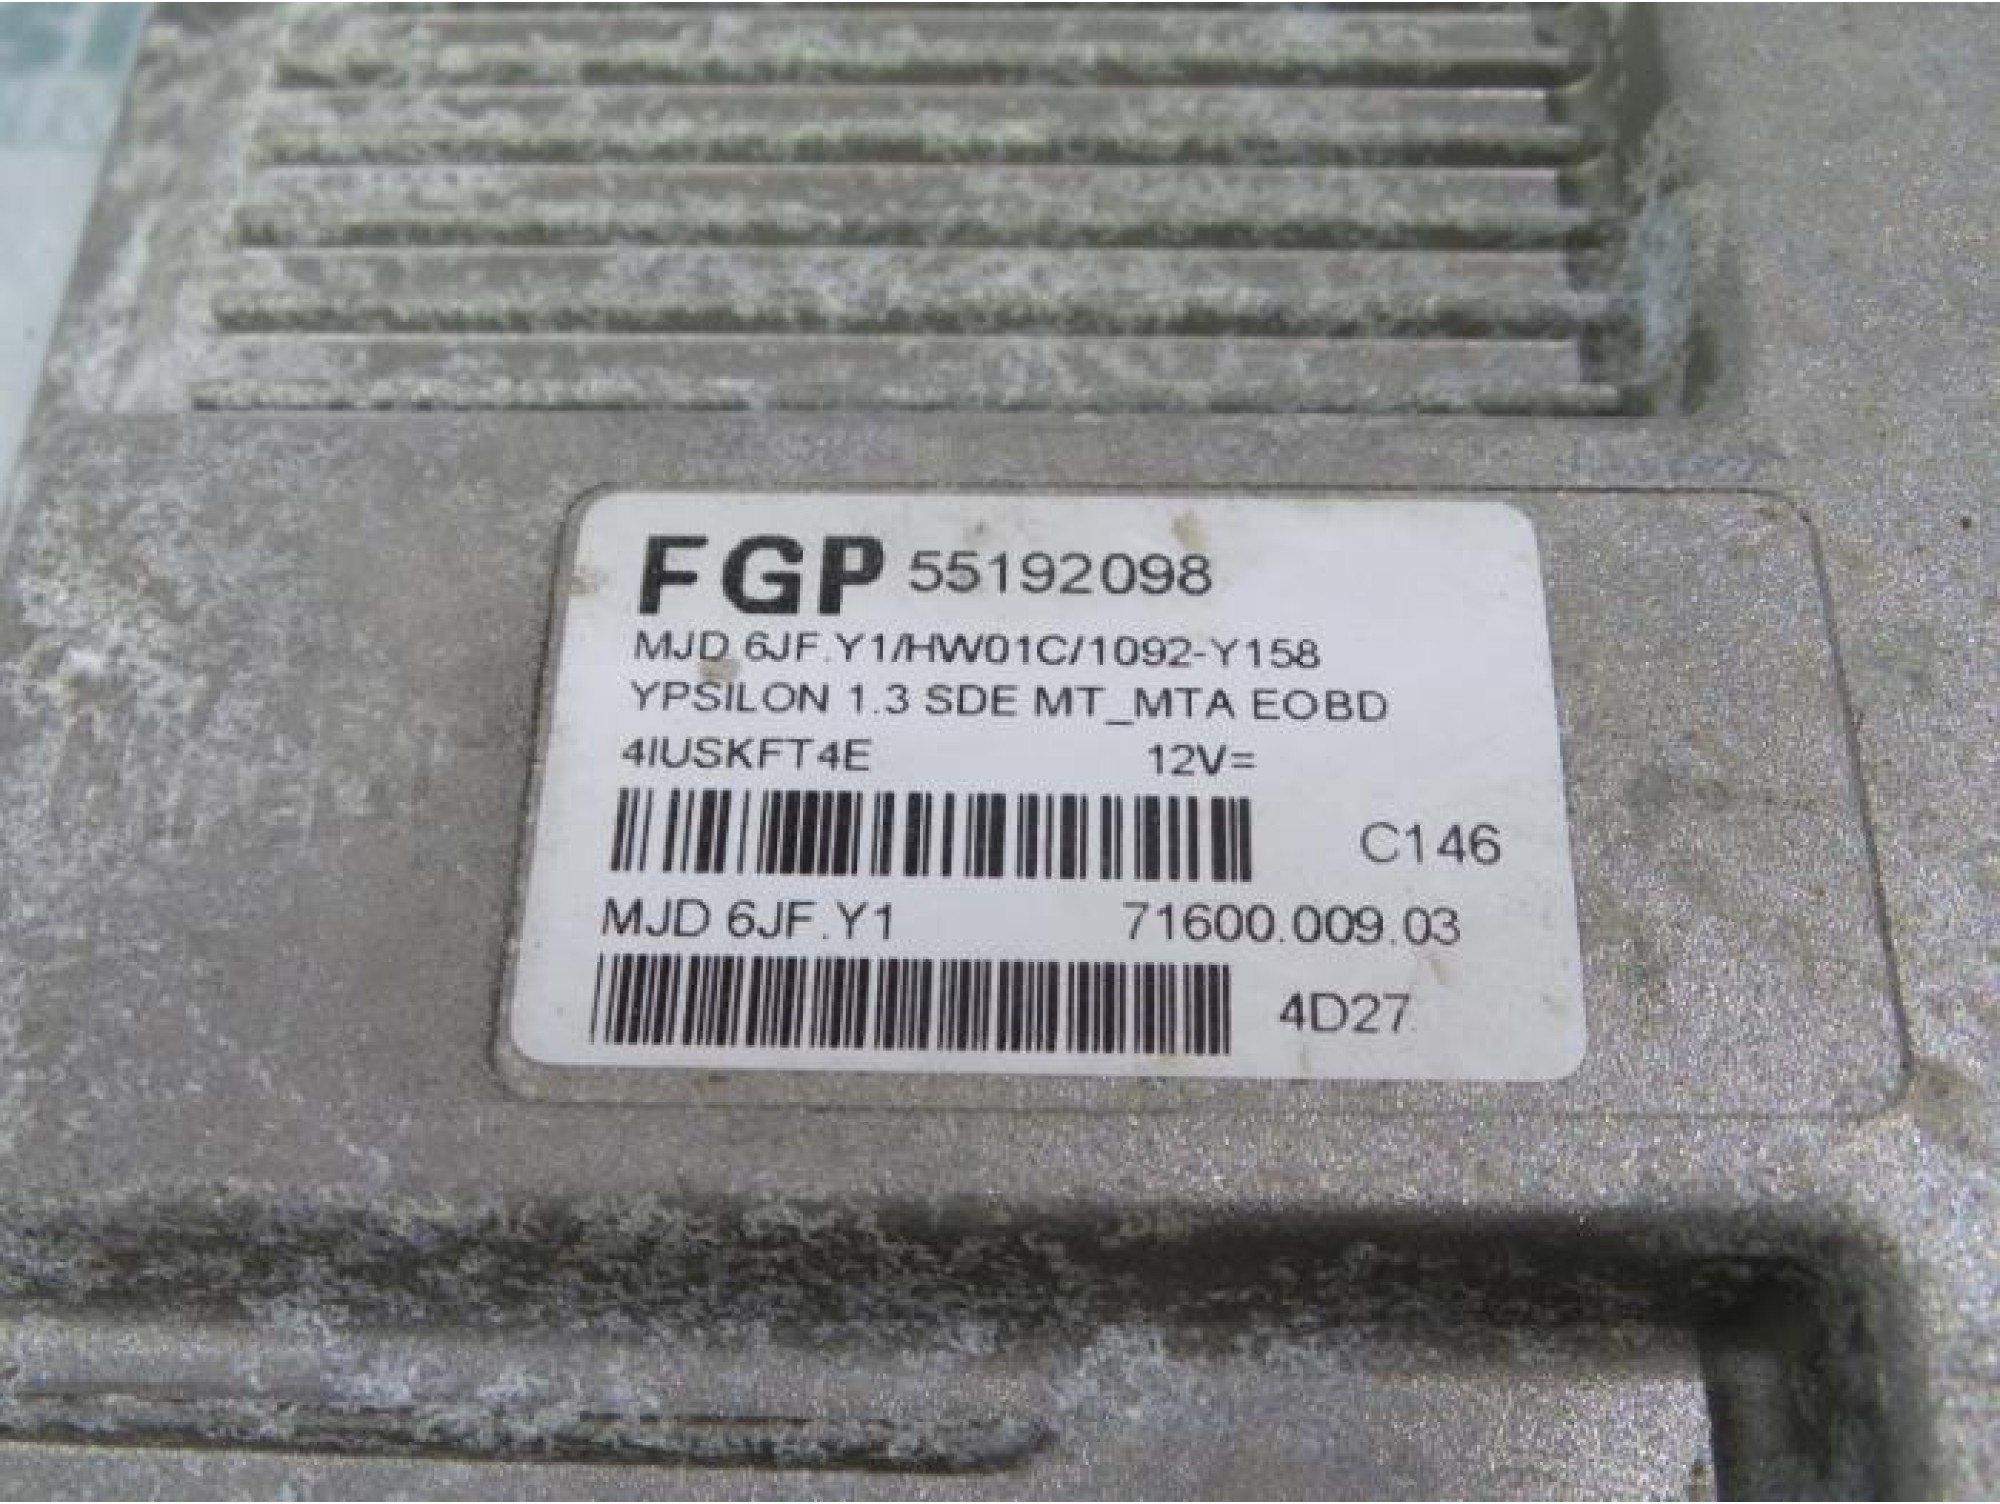 FGP 55192098
MJD 6JF.Y1/HW01C/1092-Y158
YPSILON 1.3 SDE MT_MTA EOBD
4IUSKFT4E 12V=
C146
MJD 6JF.Y1 71600.009.03
4D27